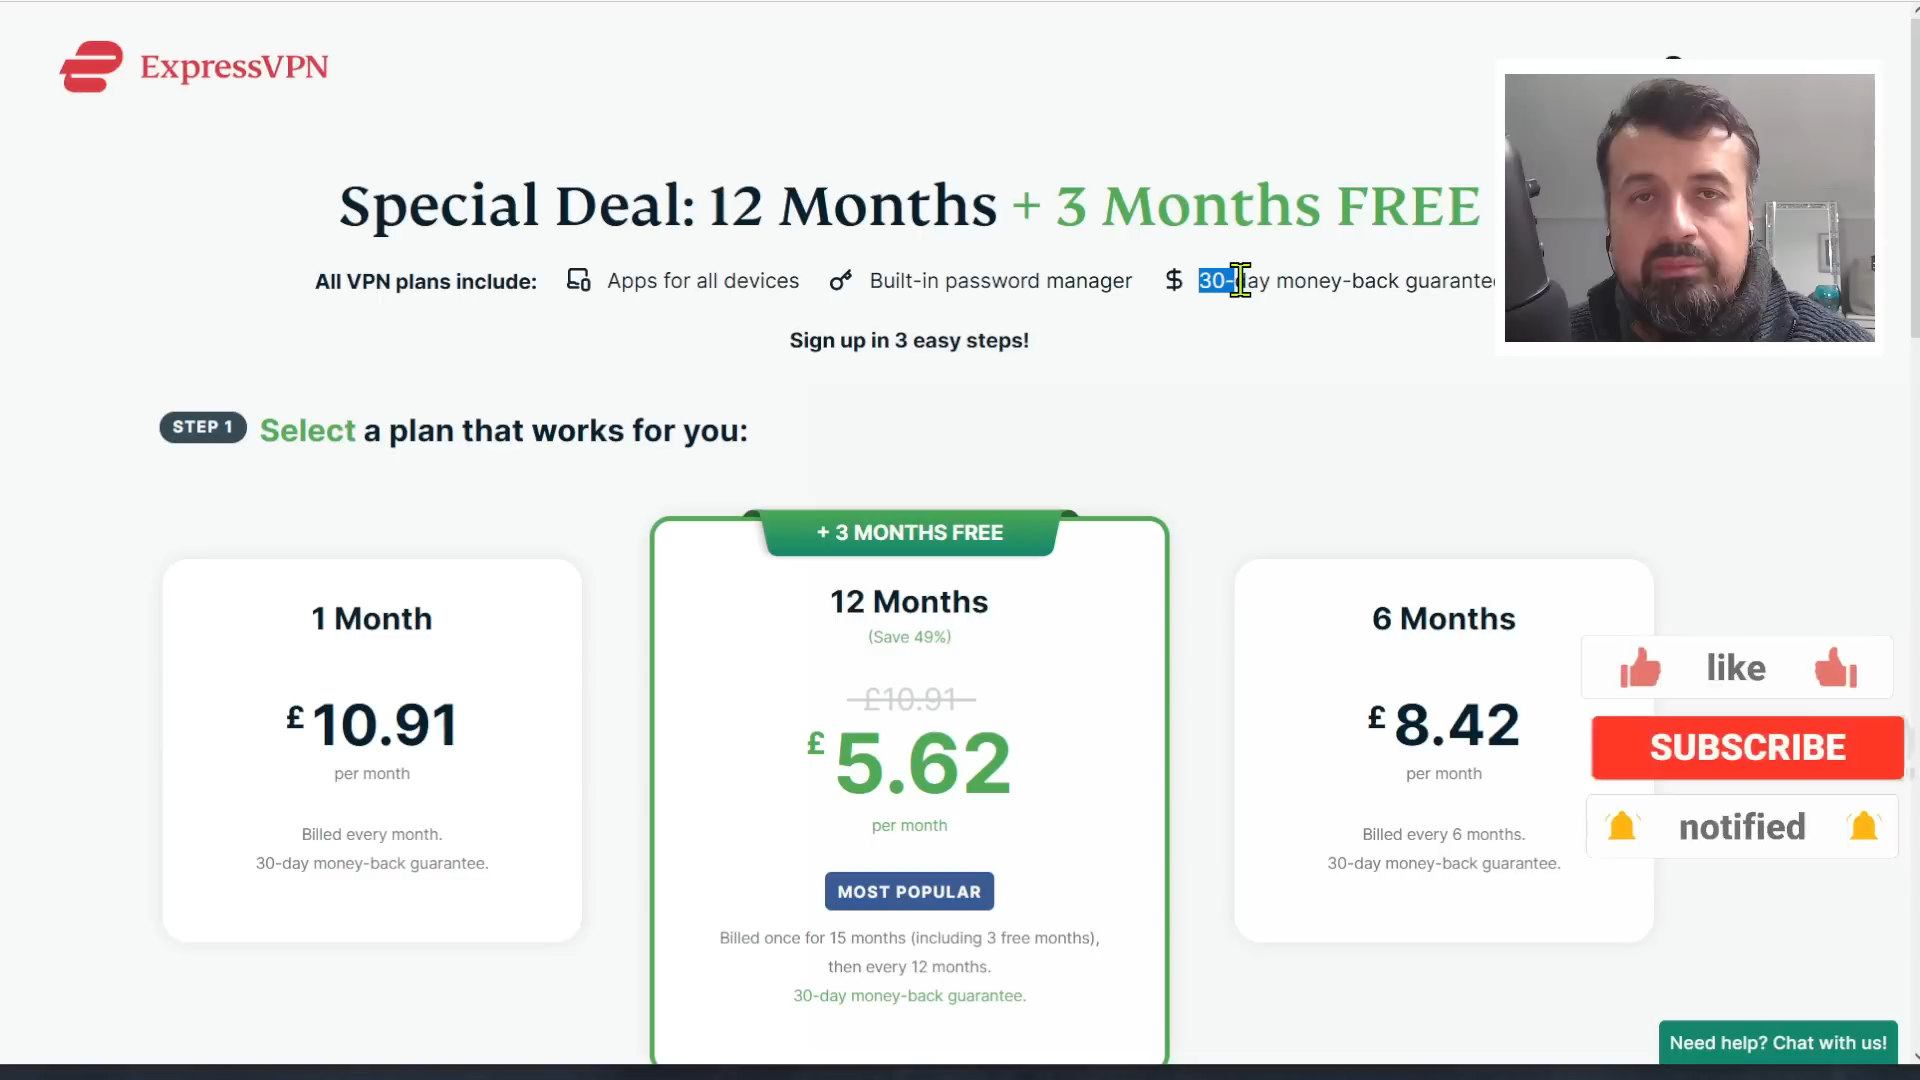 ExpressVPN
Special Deal: 12 Months + 3 Months FREE
All VPN plans include: Apps for all devices Built-in password manager $ 30-day money-back guarantee
Sign up in 3 easy steps!
STEP 1 Select a plan that works for you:
1 Month
£10.91
per month
Billed every month.
30-day money-back guarantee.
+ 3 MONTHS FREE
12 Months
(Save 49%)
£10.91
£5.62
per month
MOST POPULAR
Billed once for 15 months (including 3 free months),
then every 12 months.
30-day money-back guarantee.
6 Months
£8.42
per month
Billed every 6 months.
30-day money-back guarantee.
like
SUBSCRIBE
notified
Need help? Chat with us!